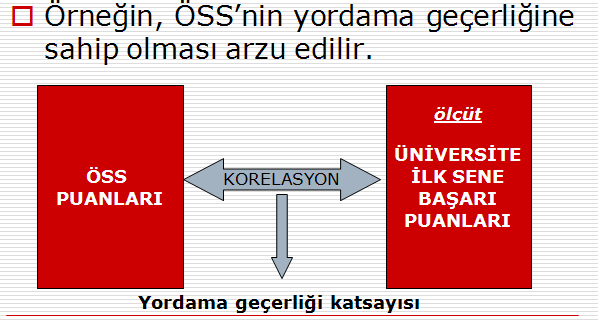 Örneğin, ÖSS’nin yordama geçerliğine
sahip olması arzu edilir.
ÖSS
PUANLARI
KORELASYON
ölçüt
ÜNİVERSİTE
İLK SENE
BAŞARI
PUANLARI
Yordama geçerliği katsayısı